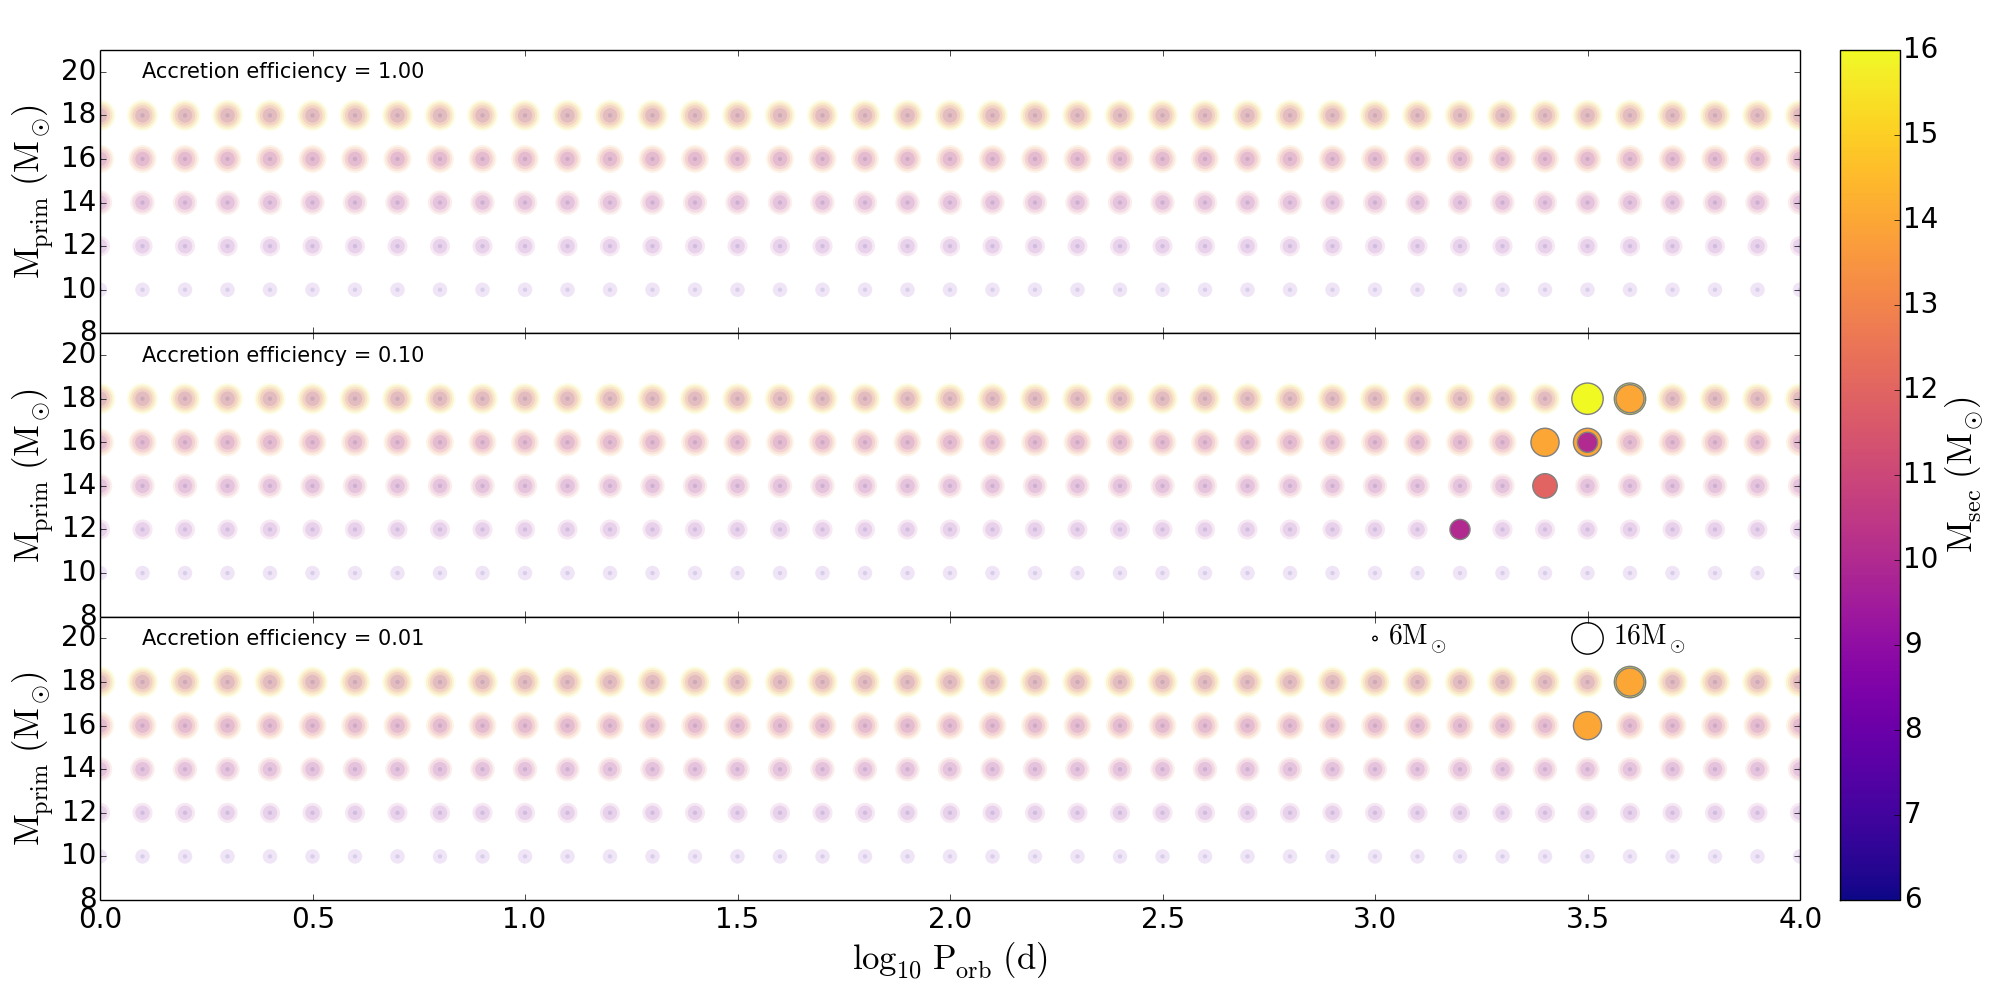 Accretion efficiency = 1.00
20
18
16
14
12
10
8
M_prim (M_⊙)
Accretion efficiency = 0.10
20
18
16
14
12
10
8
M_prim (M_⊙)
Accretion efficiency = 0.01
6M_⊙
16M_⊙
20
18
16
14
12
10
8
M_prim (M_⊙)
0.0 0.5 1.0 1.5 2.0 2.5 3.0 3.5 4.0
log_10 P_orb (d)
16
15
14
13
12
11
10
9
8
7
6
M_sec (M_⊙)